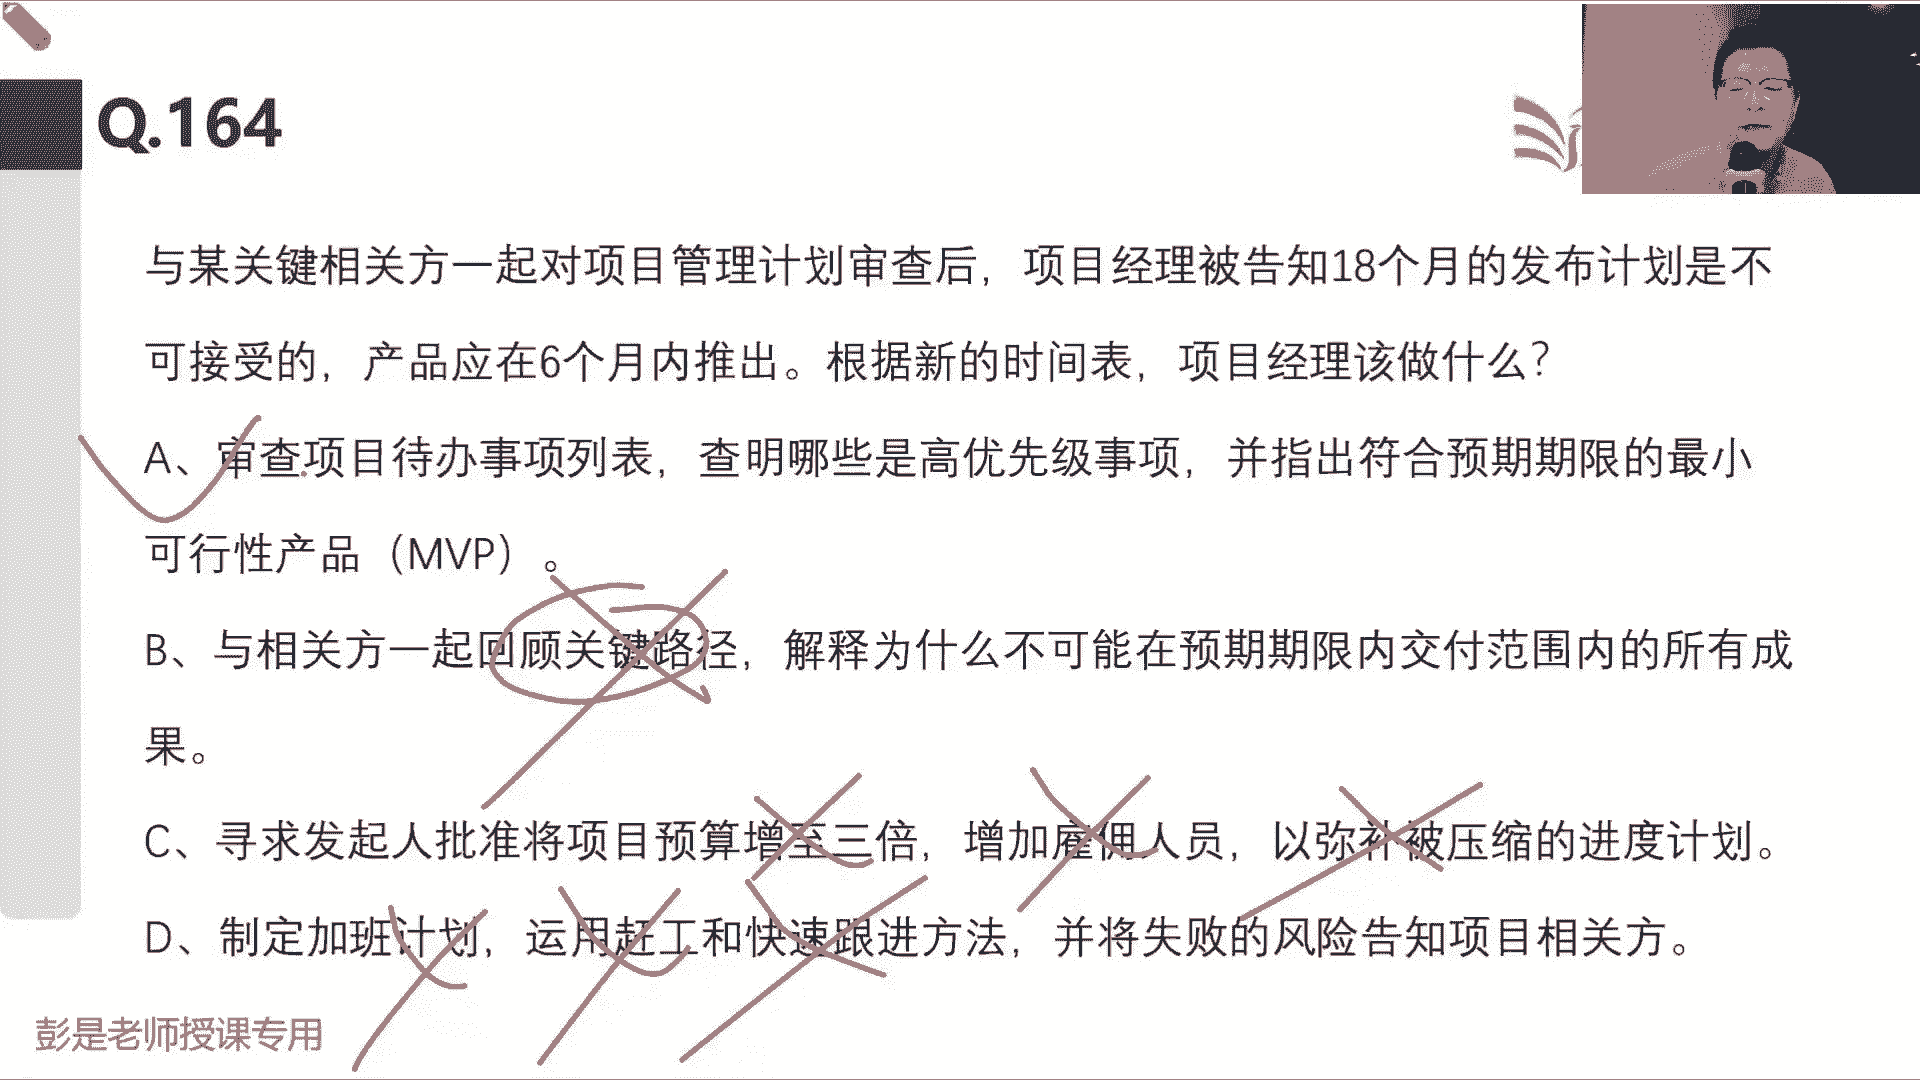 Q.164
与某关键相关方一起对项目管理计划审查后，项目经理被告知18个月的发布计划是不
可接受的，产品应在6个月内推出。根据新的时间表，项目经理该做什么？
A、审查项目待办事项列表，查明哪些是高优先级事项，并指出符合预期期限的最小
可行性产品（MVP）。
B、与相关方一起回顾关键路径，解释为什么不可能在预期期限内交付范围内的所有成
果。
C、寻求发起人批准将项目预算增至三倍，增加雇佣人员，以弥补被压缩的进度计划。
D、制定加班计划，运用赶工和快速跟进方法，并将失败的风险告知项目相关方。
彭是老师授课专用